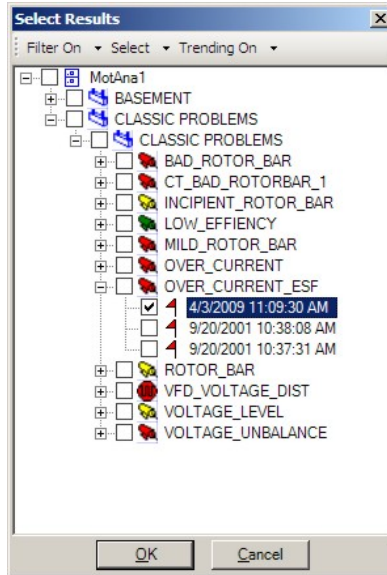 Select Results
Filter On Select Trending On
MotAna1
BASEMENT
CLASSIC PROBLEMS
CLASSIC PROBLEMS
BAD_ROTOR_BAR
CT_BAD_ROTORBAR_1
INCIPIENT_ROTOR_BAR
LOW_EFFIENCY
MILD_ROTOR_BAR
OVER_CURRENT
OVER_CURRENT_ESF
4/3/2009 11:09:30 AM
9/20/2001 10:38:08 AM
9/20/2001 10:37:31 AM
ROTOR_BAR
VFD_VOLTAGE_DIST
VOLTAGE_LEVEL
VOLTAGE_UNBALANCE
OK Cancel